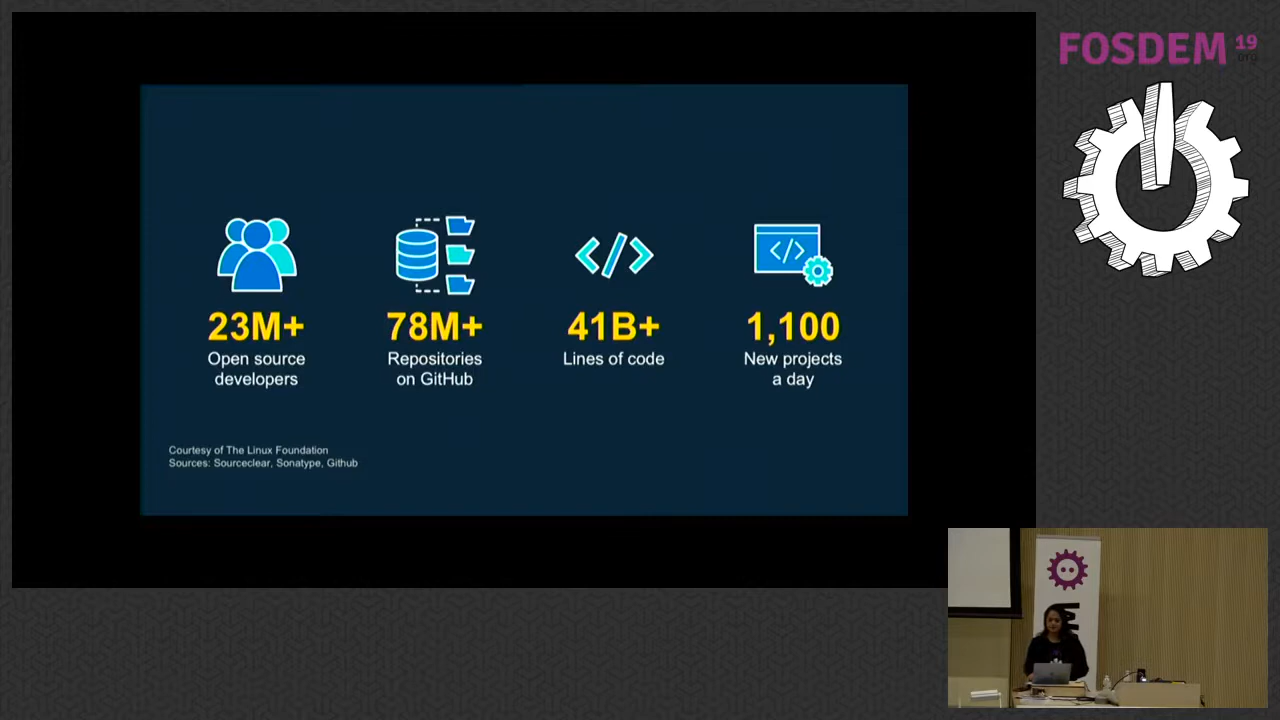 FOSDEM 19
.org
23M+
Open source
developers
78M+
Repositories
on GitHub
41B+
Lines of code
1,100
New projects
a day
Courtesy of The Linux Foundation
Sources: Sourceclear, Sonatype, Github